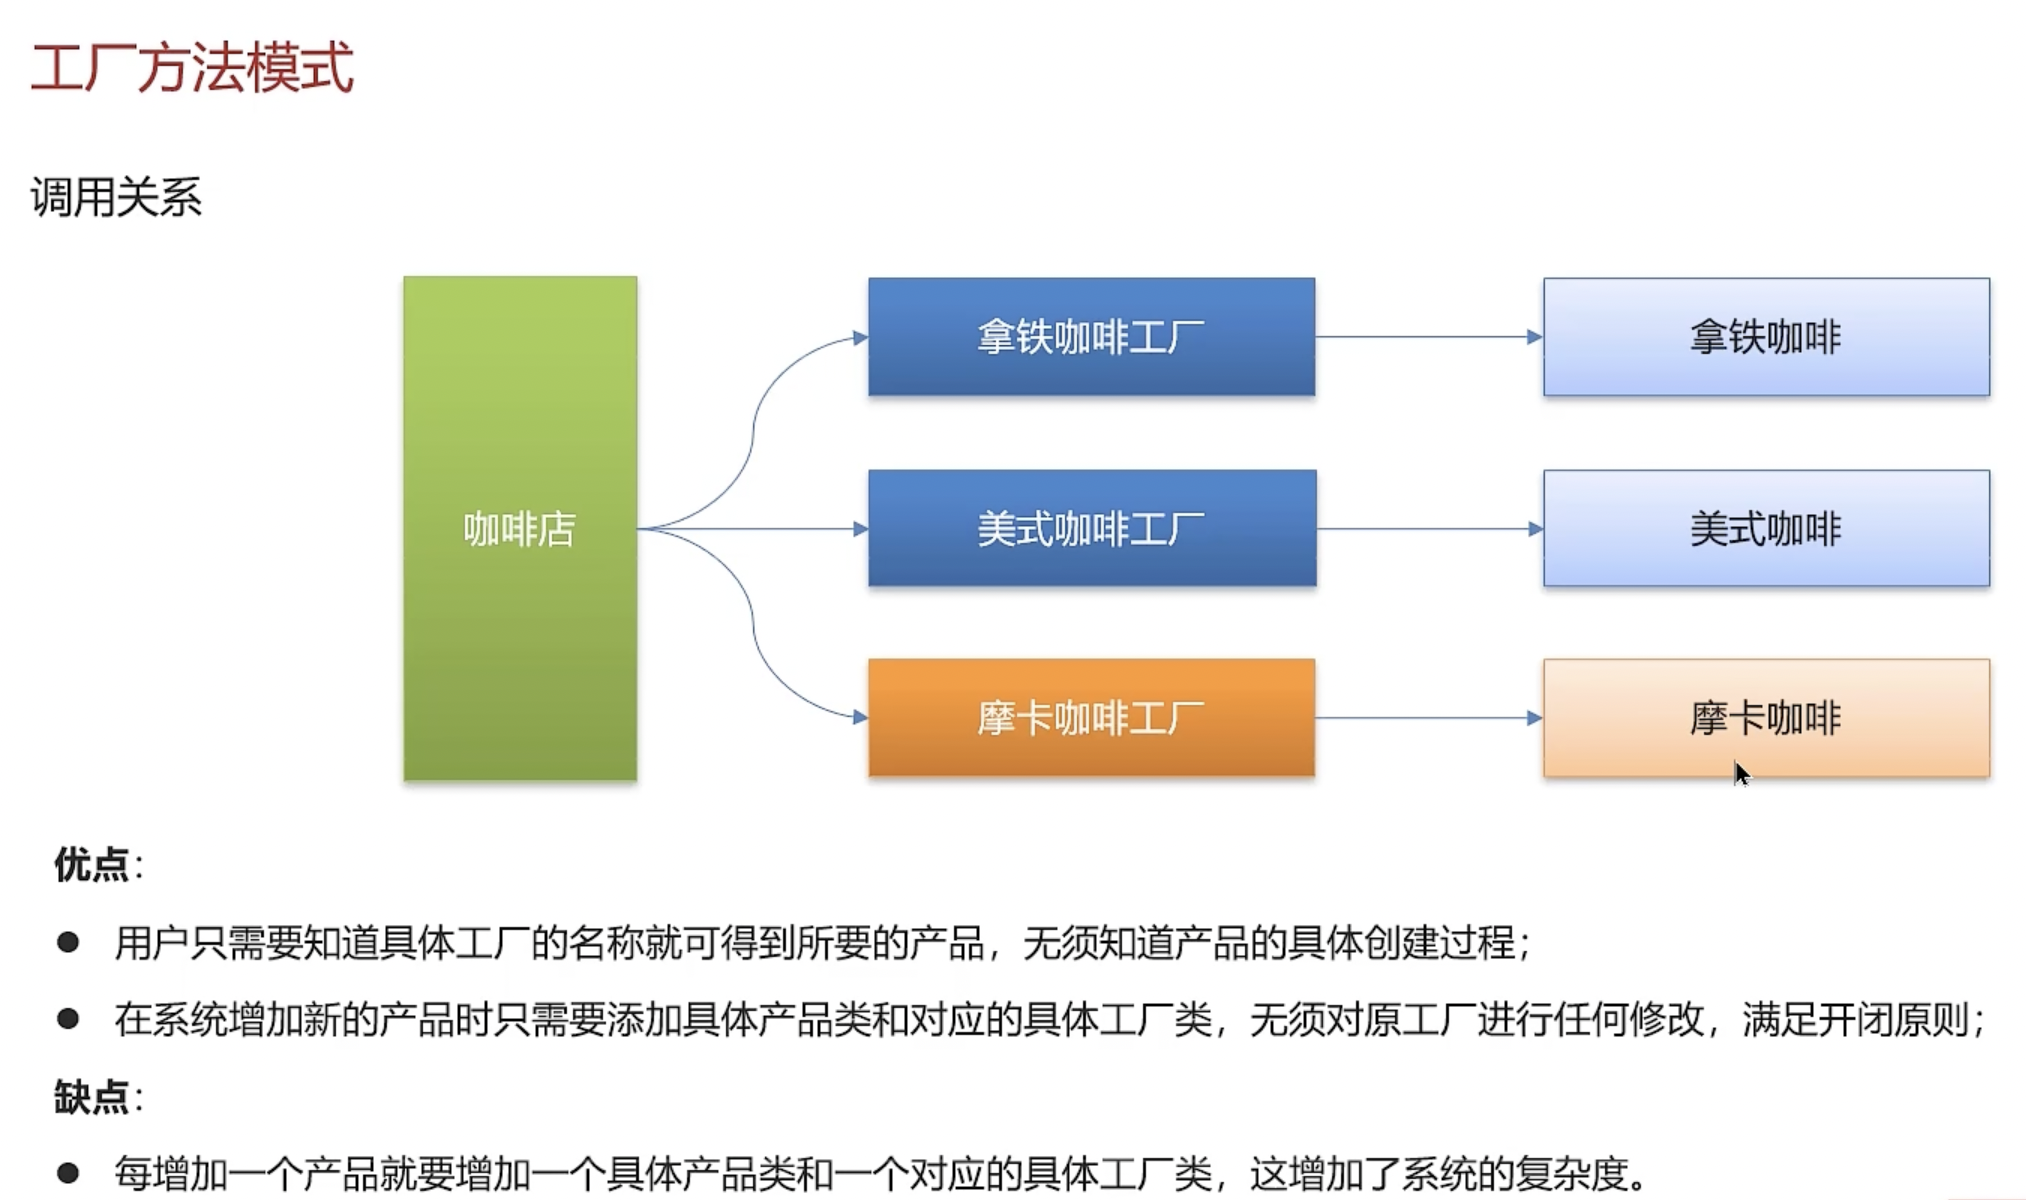 工厂方法模式
调用关系
咖啡店
拿铁咖啡工厂
拿铁咖啡
美式咖啡工厂
美式咖啡
摩卡咖啡工厂
摩卡咖啡
优点：
● 用户只需要知道具体工厂的名称就可得到所要的产品，无须知道产品的具体创建过程；
● 在系统增加新的产品时只需要添加具体产品类和对应的具体工厂类，无须对原工厂进行任何修改，满足开闭原则；
缺点：
● 每增加一个产品就要增加一个具体产品类和一个对应的具体工厂类，这增加了系统的复杂度。